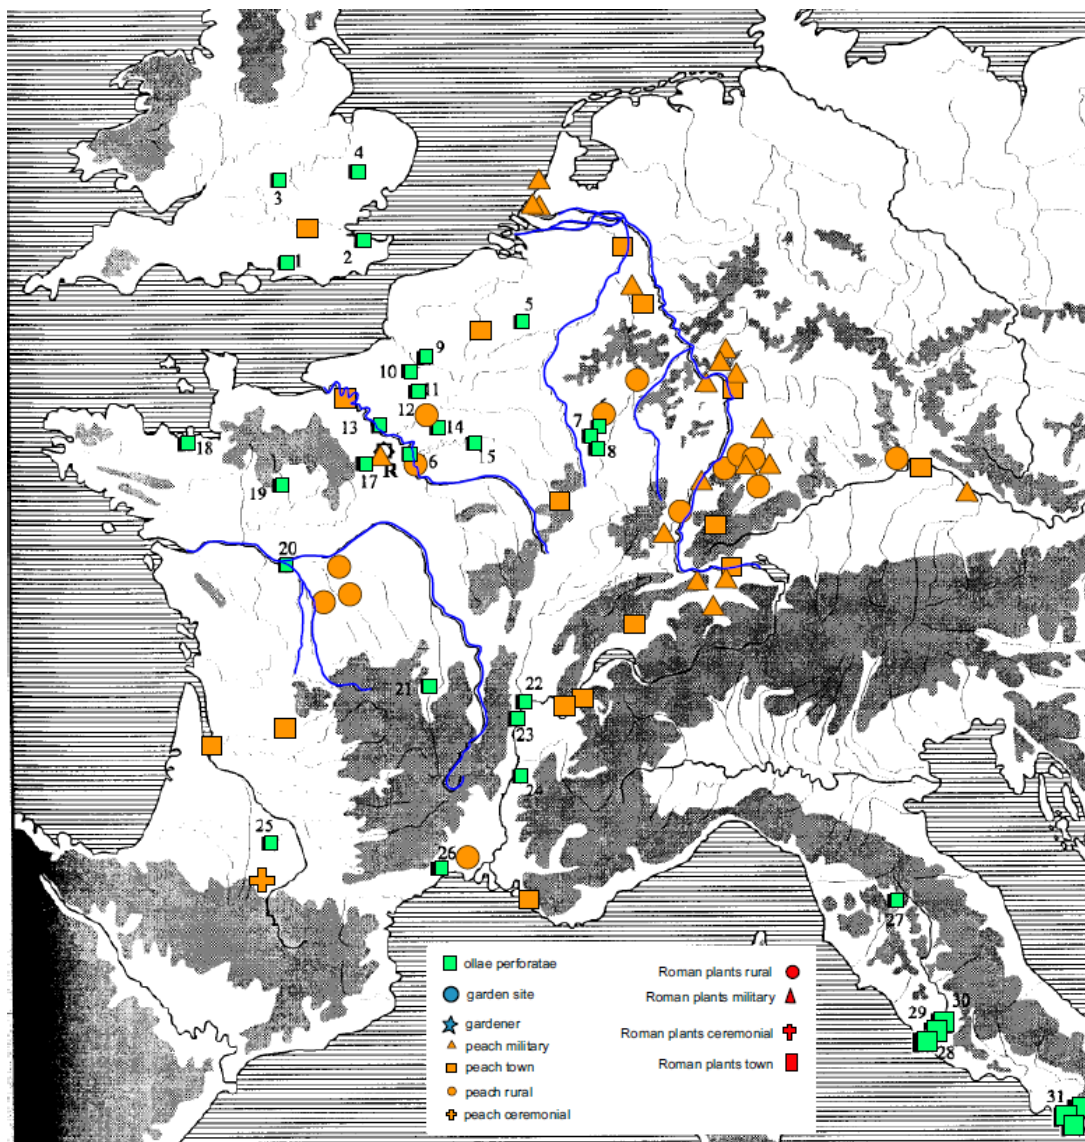 4
3
2
1
5
9
10
11
12
13
14
7
8
15
6
R
17
18
19
20
21
22
23
24
25
26
27
30
29
28
31
ollae perforatae
garden site
gardener
peach military
peach town
peach rural
peach ceremonial
Roman plants rural
Roman plants military
Roman plants ceremonial
Roman plants town